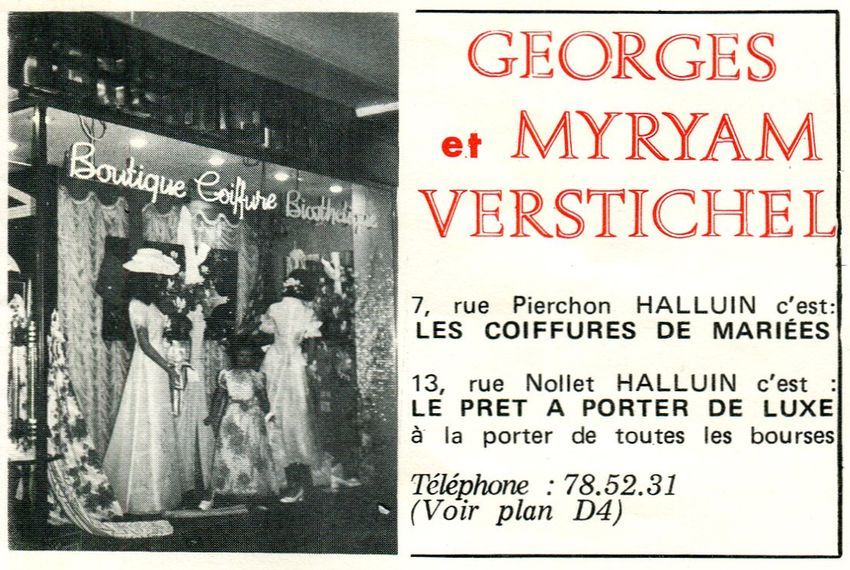 Boutique Coiffure Biosthétique
GEORGES
et MYRYAM
VERSTICHEL
7, rue Pierchon HALLUIN c'est:
LES COIFFURES DE MARIÉES
13, rue Nollet HALLUIN c'est :
LE PRET A PORTER DE LUXE
à la porter de toutes les bourses
Téléphone : 78.52.31
(Voir plan D4)